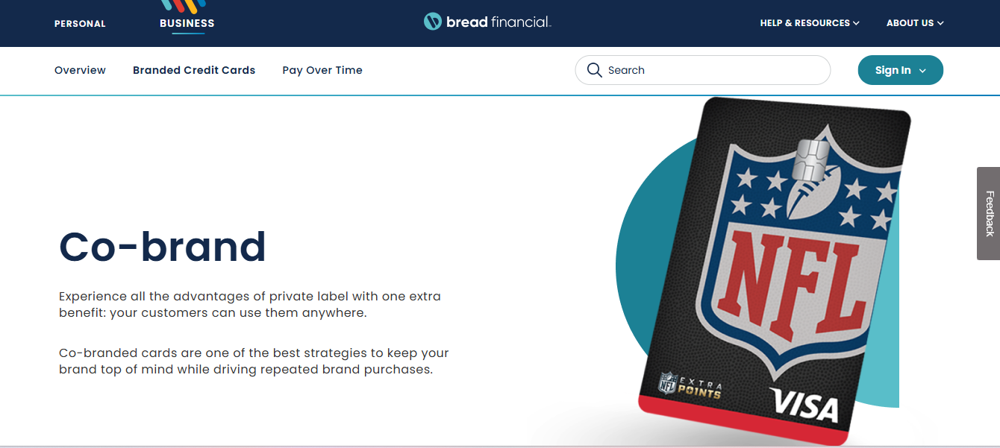 PERSONAL
BUSINESS
bread financial
HELP & RESOURCES
ABOUT US
Overview
Branded Credit Cards
Pay Over Time
Search
Sign In
Feedback
Co-brand
Experience all the advantages of private label with one extra
benefit: your customers can use them anywhere.
Co-branded cards are one of the best strategies to keep your
brand top of mind while driving repeated brand purchases.
NFL
NFL
EXTRA
POINTS
VISA